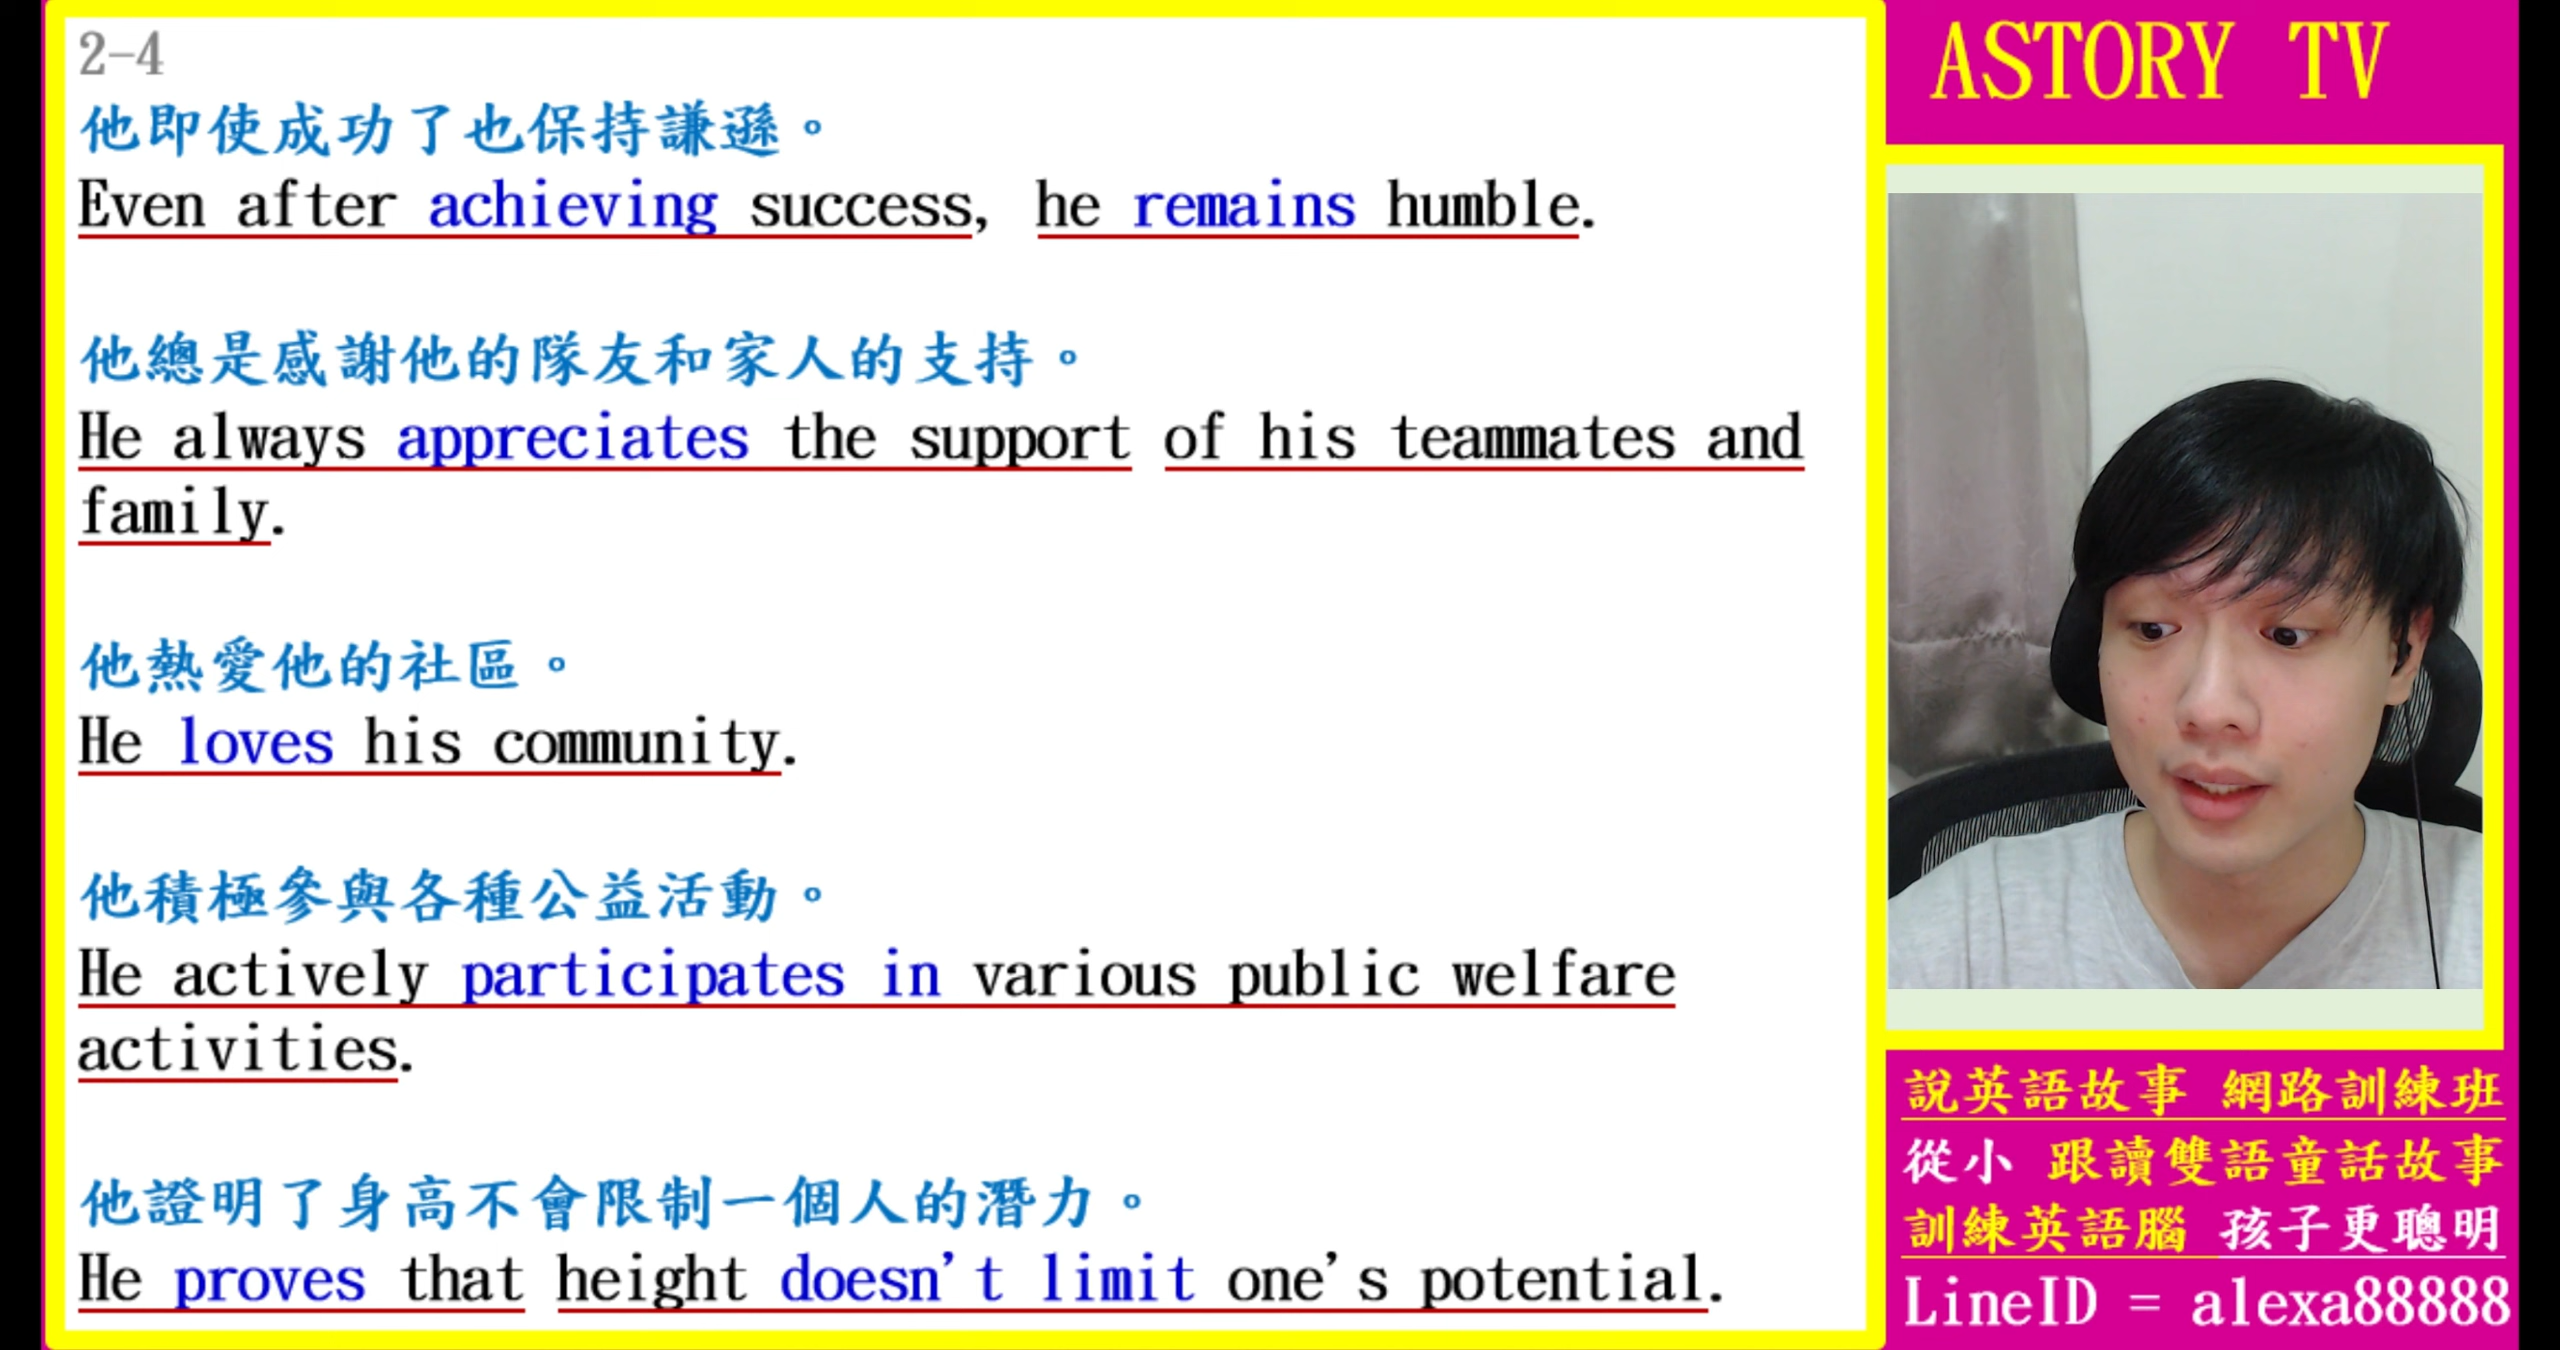 2-4
他即使成功了也保持謙遜。
Even after achieving success, he remains humble.
他總是感謝他的隊友和家人的支持。
He always appreciates the support of his teammates and
family.
他熱愛他的社區。
He loves his community.
他積極參與各種公益活動。
He actively participates in various public welfare
activities.
他證明了身高不會限制一個人的潛力。
He proves that height doesn't limit one's potential.
ASTORY TV
說英語故事 網路訓練班
從小 跟讀雙語童話故事
訓練英語腦 孩子更聰明
LineID = alexa88888